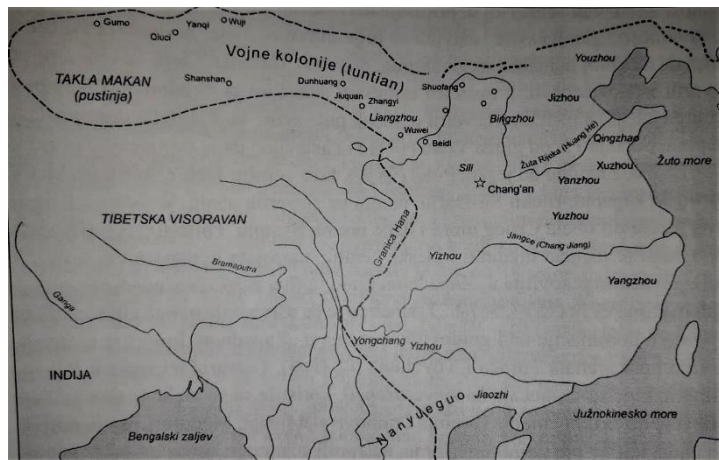 Gumo
Qiuci
Yanqi
Wuji
Vojne kolonije (tuntian)
TAKLA MAKAN
(pustinja)
Shanshan
Dunhuang
Jiuquan
Zhangyi
Liangzhou
Wuwei
Beidi
Shuofang
Bingzhou
Youzhou
Jizhou
Žuta Rijeka (Huang He)
Qingzhao
Xuzhou
Žuto more
Sili
Chang'an
Yanzhou
Yuzhou
TIBETSKA VISORAVAN
Granica Hana
Jangce (Chang Jiang)
Yizhou
Yangzhou
Bramaputra
Ganga
INDIJA
Yongchang
Yizhou
Jiaozhi
Nanyueguo
Bengalski zaljev
Južnokinesko more